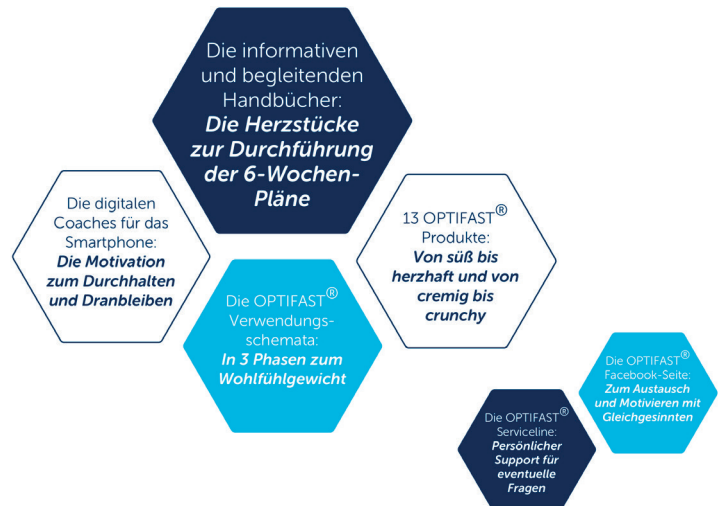 Die informativen
und begleitenden
Handbücher:
Die Herzstücke
zur Durchführung
der 6-Wochen-
Pläne
Die digitalen
Coaches für das
Smartphone:
Die Motivation
zum Durchhalten
und Dranbleiben
13 OPTIFAST®
Produkte:
Von süß bis
herzhaft und von
cremig bis
crunchy
Die OPTIFAST®
Verwendungs-
schemata:
In 3 Phasen zum
Wohlfühlgewicht
Die OPTIFAST®
Facebook-Seite:
Zum Austausch
und Motivieren mit
Gleichgesinnten
Die OPTIFAST®
Serviceline:
Persönlicher
Support für
eventuelle
Fragen